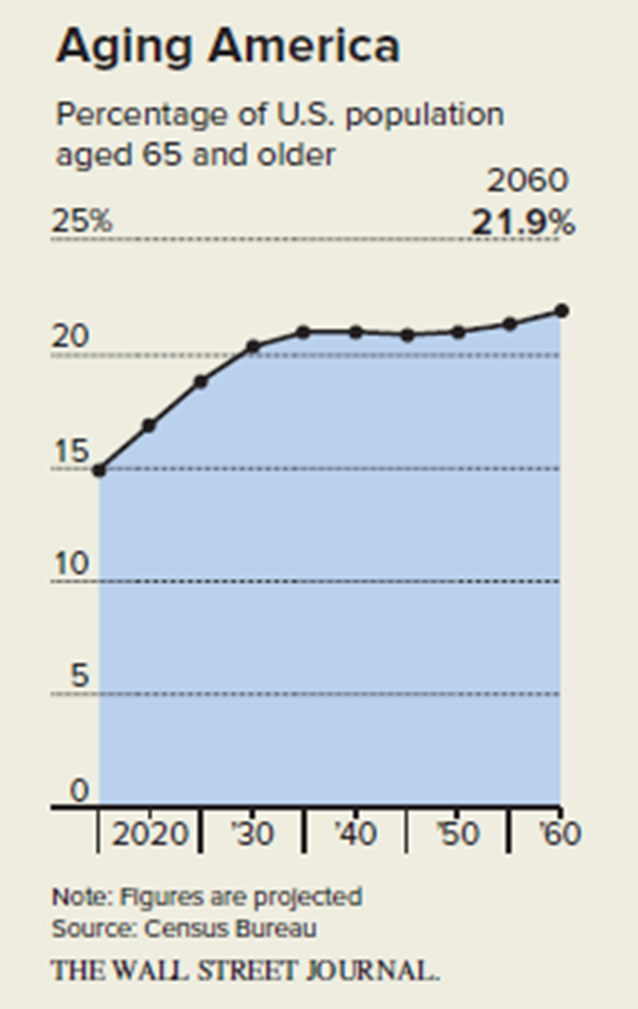 Aging America
Percentage of U.S. population
aged 65 and older
2060
21.9%
25%
20
15
10
5
0
2020 '30 '40 '50 '60
Note: Figures are projected
Source: Census Bureau
THE WALL STREET JOURNAL.